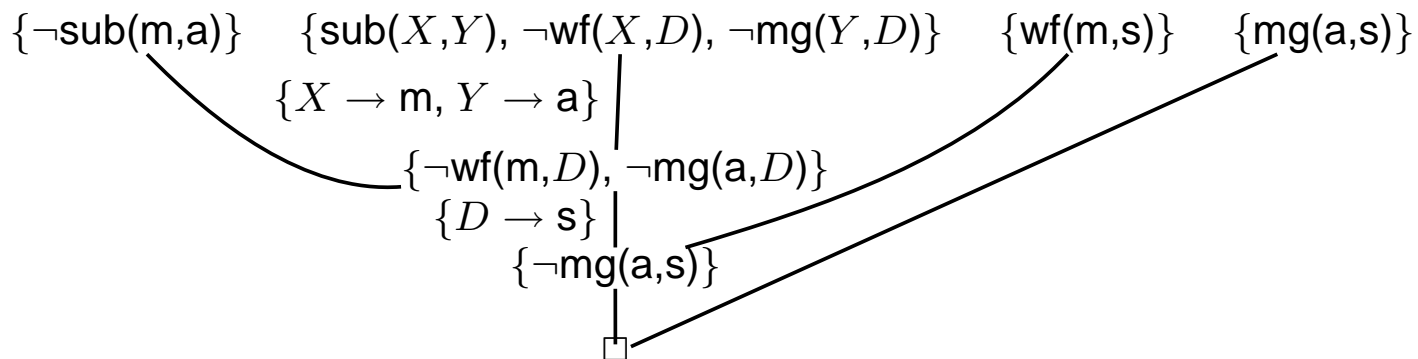 {¬sub(m,a)} {sub(X,Y), ¬wf(X,D), ¬mg(Y,D)} {wf(m,s)} {mg(a,s)}
{X → m, Y → a}
{¬wf(m,D), ¬mg(a,D)}
{D → s}
{¬mg(a,s)}
□